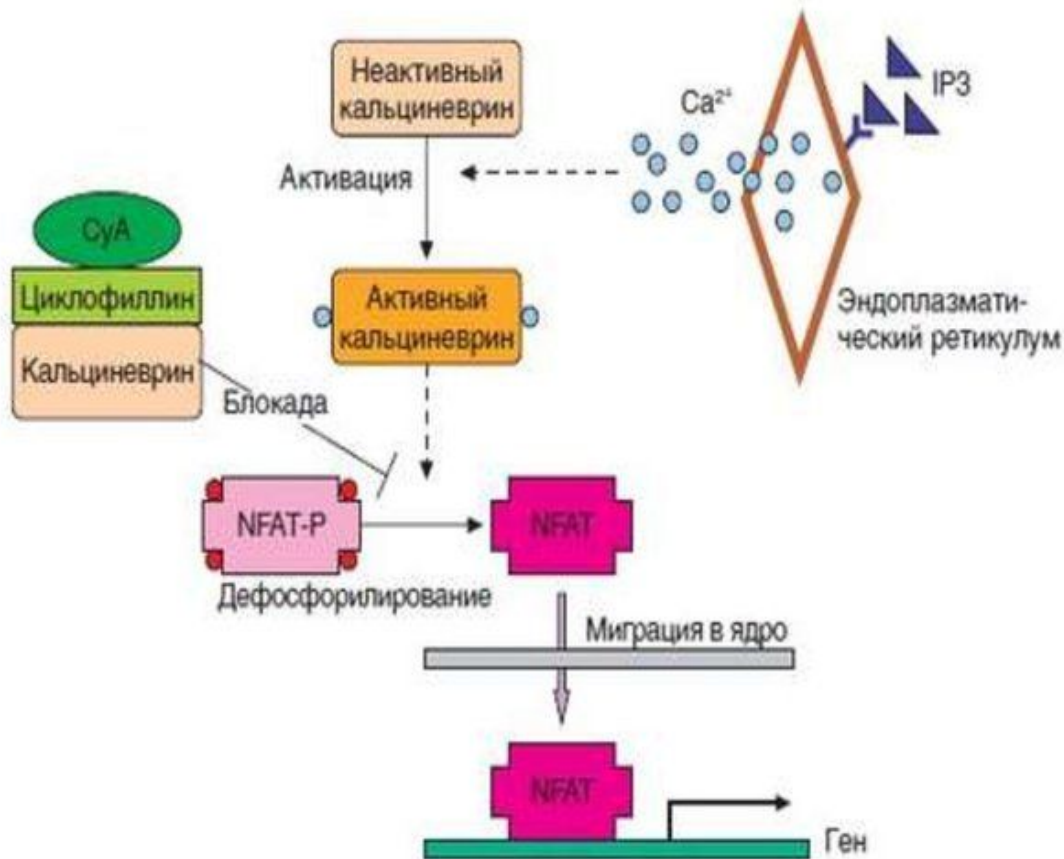 Неактивный
кальциневрин
Ca²⁺
IP3
Активация
CyA
Циклофиллин
Кальциневрин
Активный
кальциневрин
Эндоплазмати-
ческий ретикулум
Блокада
NFAT-P
NFAT
Дефосфорилирование
Миграция в ядро
NFAT
Ген